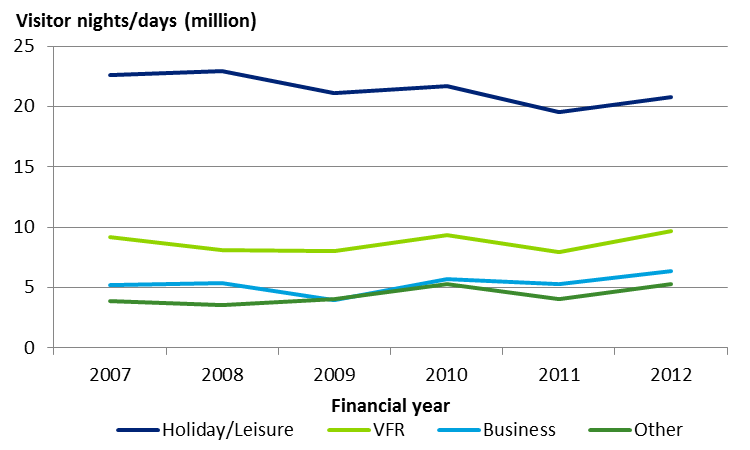 Visitor nights/days (million)
25
20
15
10
5
0
2007 2008 2009 2010 2011 2012
Financial year
Holiday/Leisure VFR Business Other